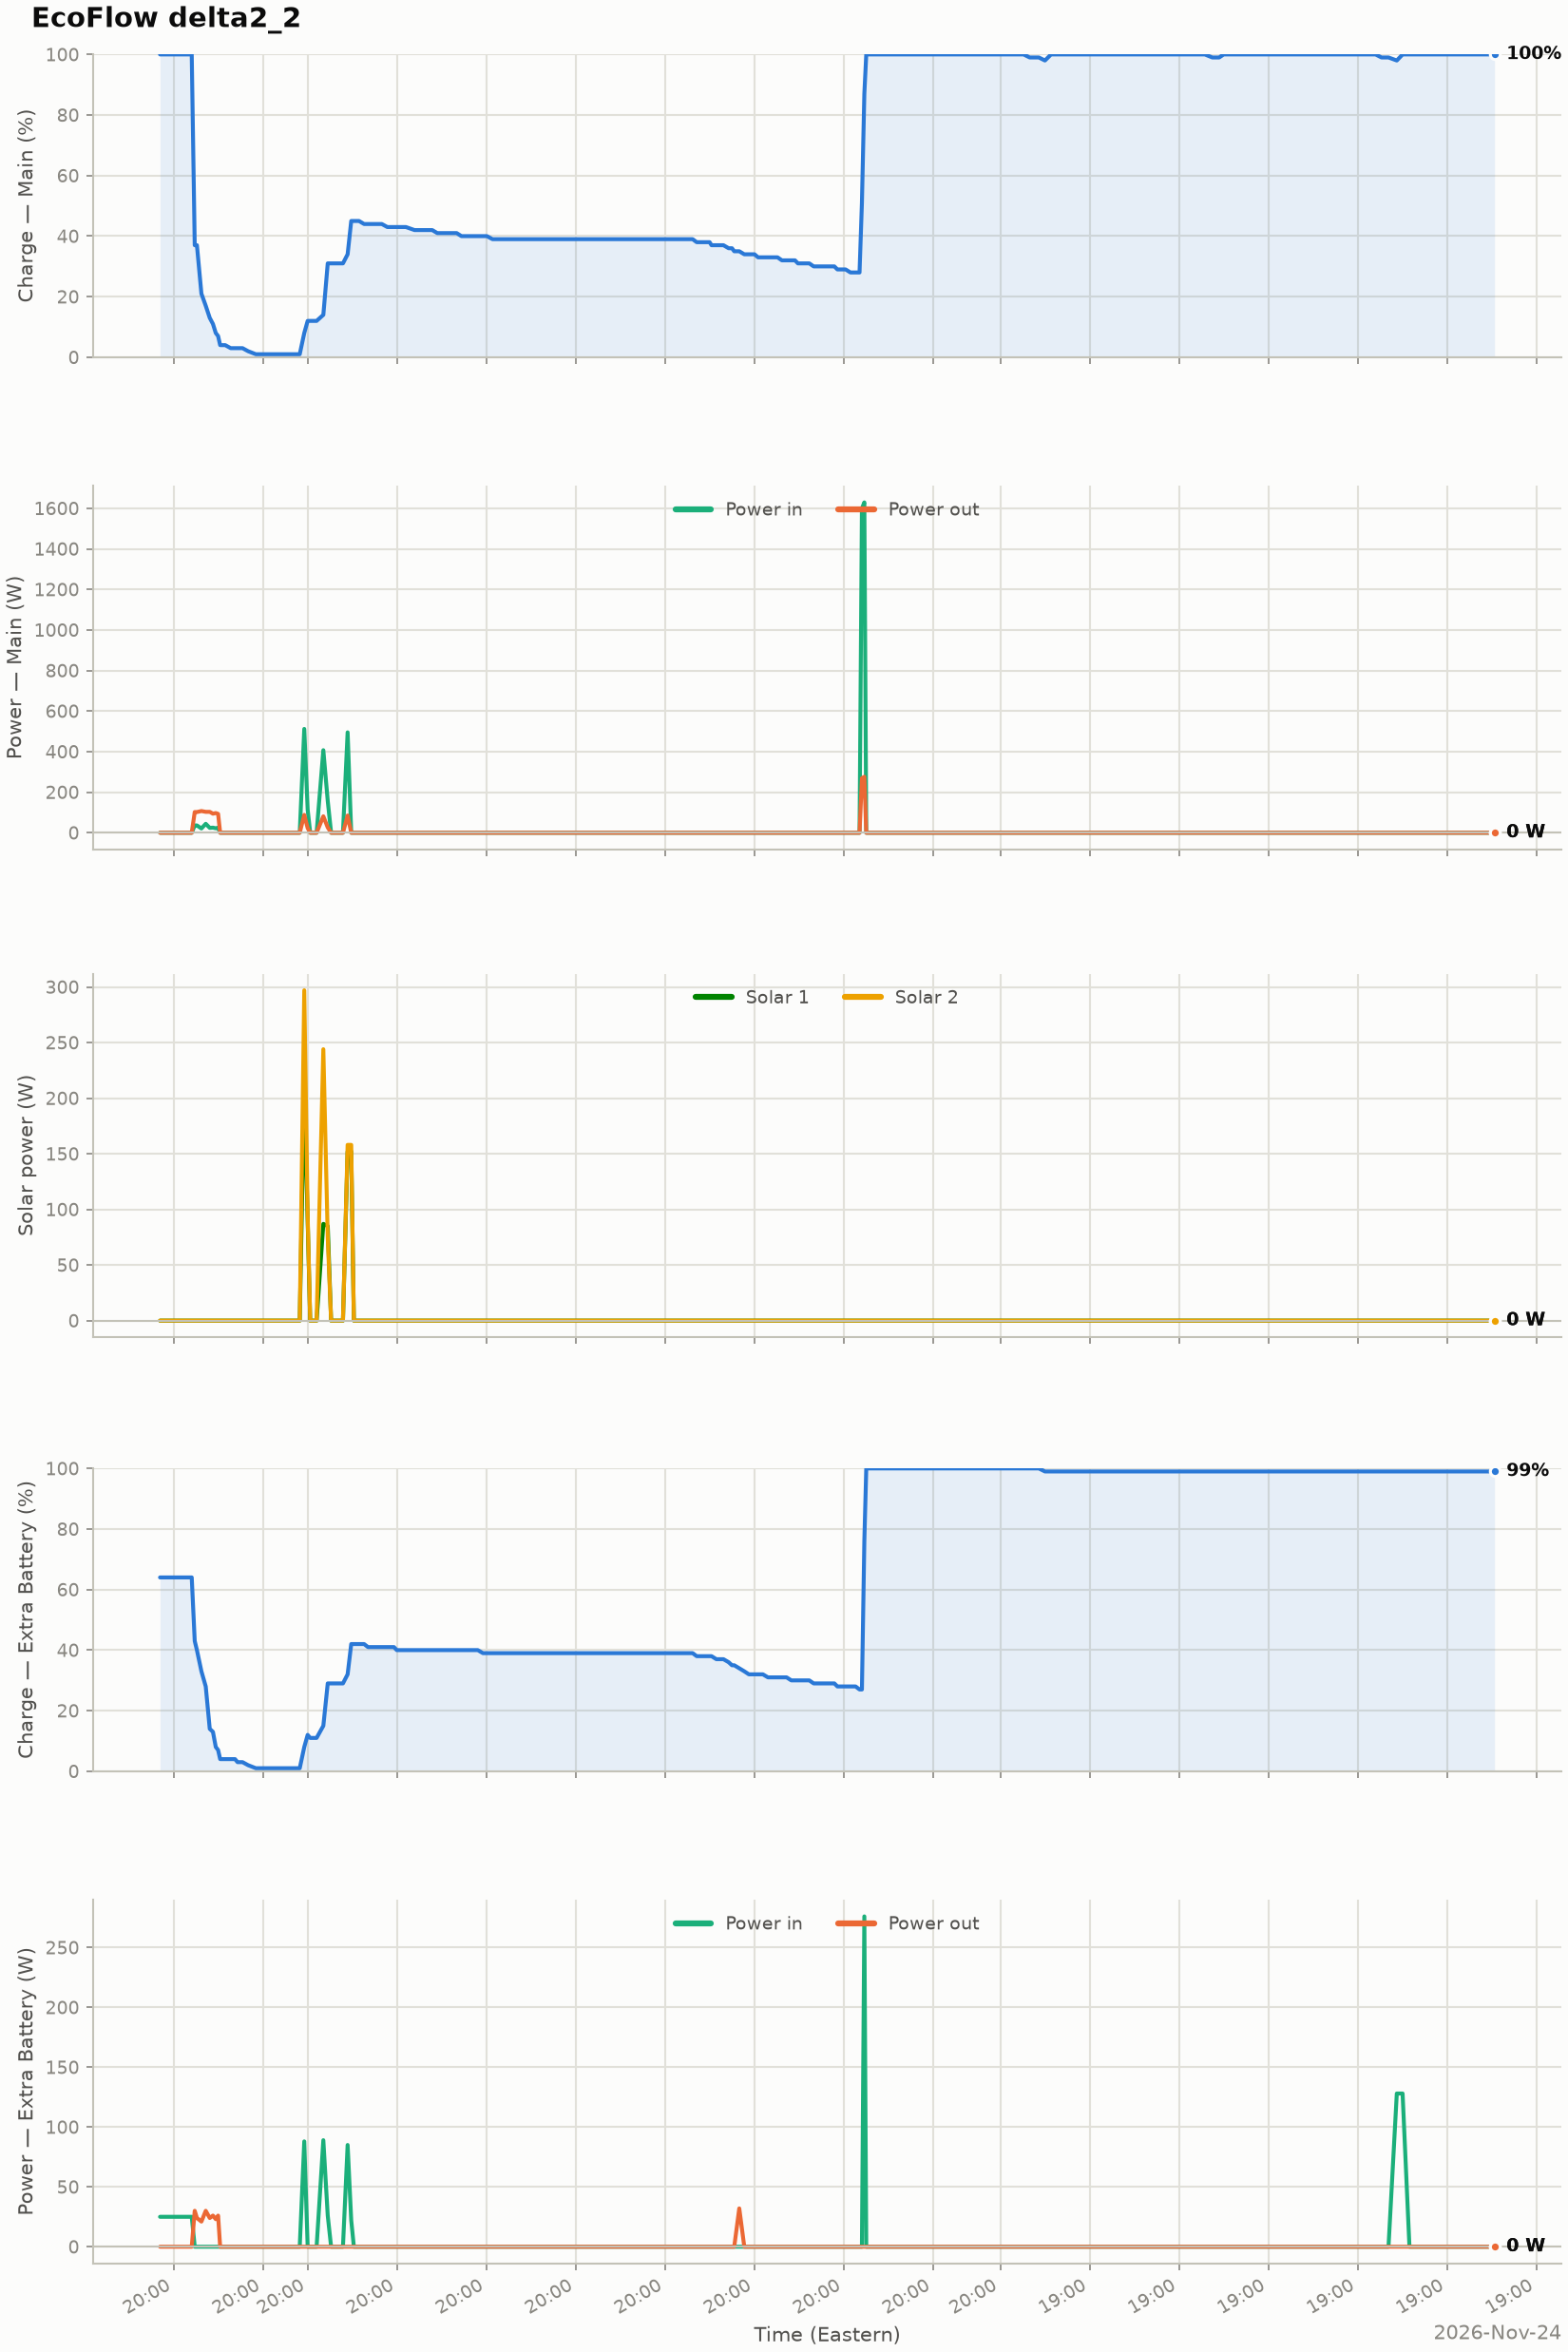 EcoFlow delta2_2
Charge — Main (%)
100
80
60
40
20
0
100%
Power — Main (W)
Power in
Power out
1600
1400
1200
1000
800
600
400
200
0
0 W
Solar power (W)
Solar 1
Solar 2
300
250
200
150
100
50
0
0 W
Charge — Extra Battery (%)
100
80
60
40
20
0
99%
Power — Extra Battery (W)
Power in
Power out
250
200
150
100
50
0
0 W
20:00 20:00 20:00 20:00 20:00 20:00 20:00 20:00 20:00 20:00 20:00 19:00 19:00 19:00 19:00 19:00 19:00
Time (Eastern)
2026-Nov-24